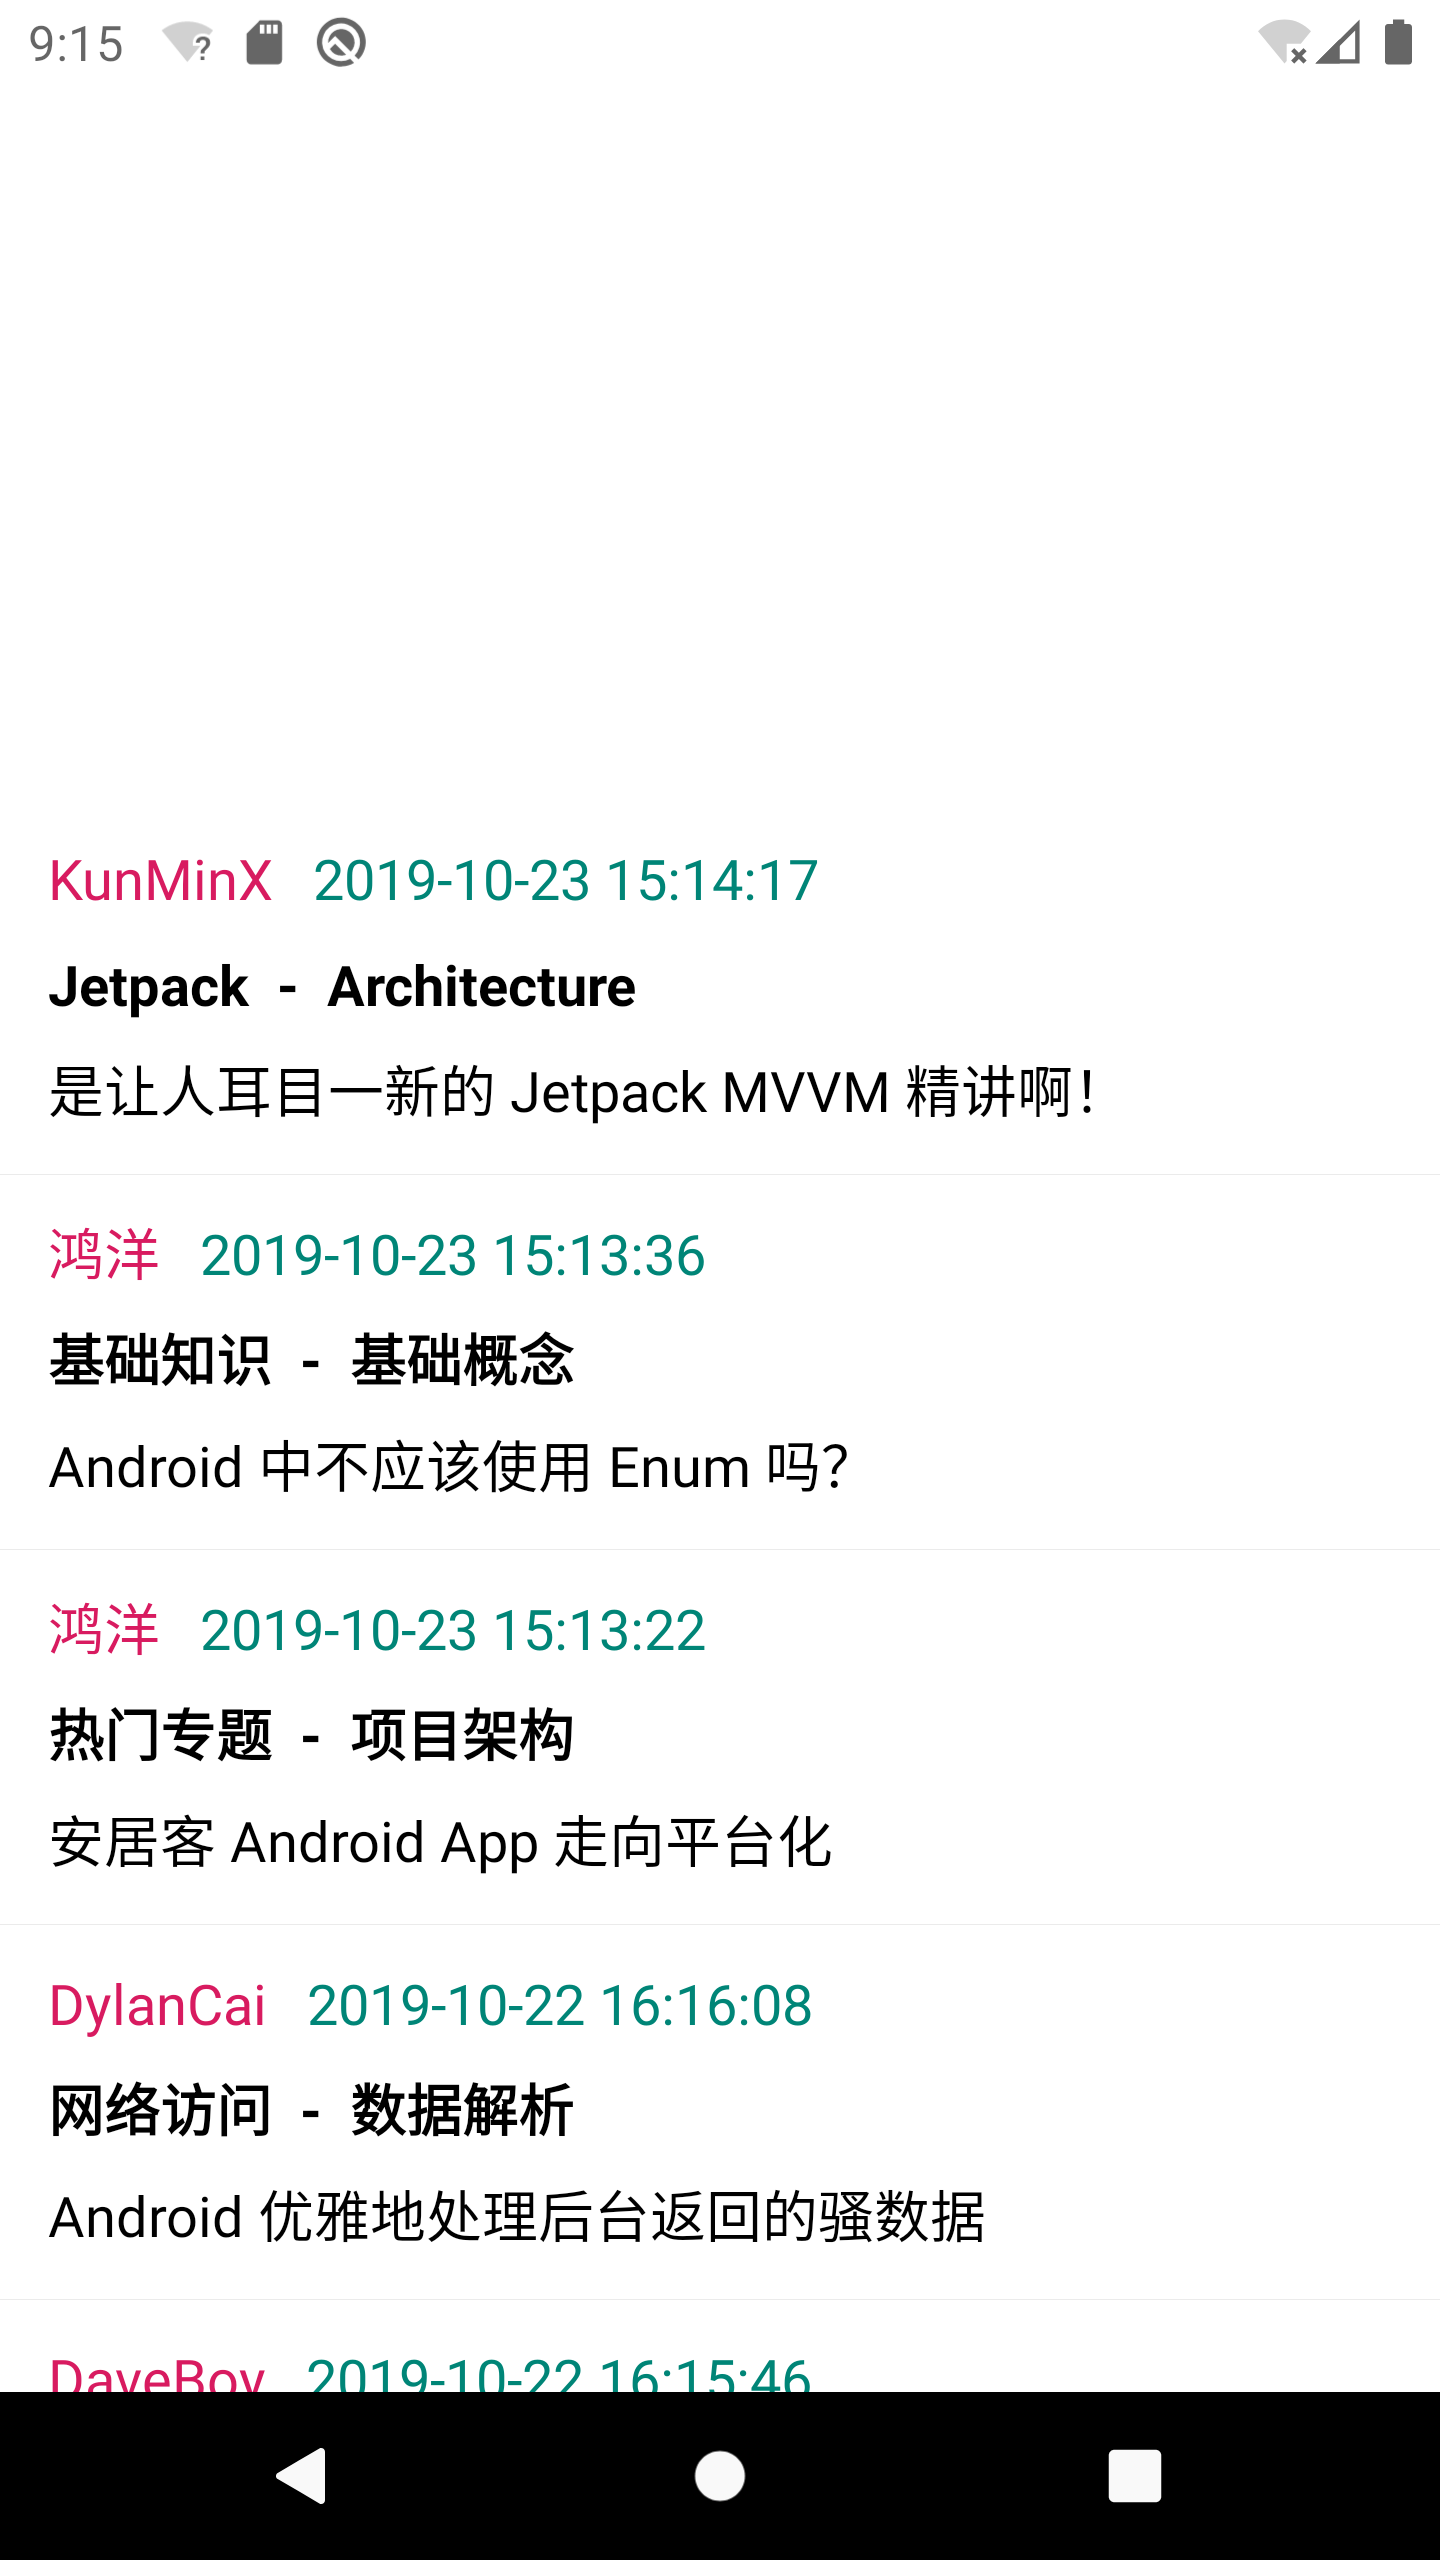 9:15
KunMinX 2019-10-23 15:14:17
Jetpack - Architecture
是让人耳目一新的 Jetpack MVVM 精讲啊！
鸿洋 2019-10-23 15:13:36
基础知识 - 基础概念
Android 中不应该使用 Enum 吗？
鸿洋 2019-10-23 15:13:22
热门专题 - 项目架构
安居客 Android App 走向平台化
DylanCai 2019-10-22 16:16:08
网络访问 - 数据解析
Android 优雅地处理后台返回的骚数据
DaveBoy 2019-10-22 16:15:46